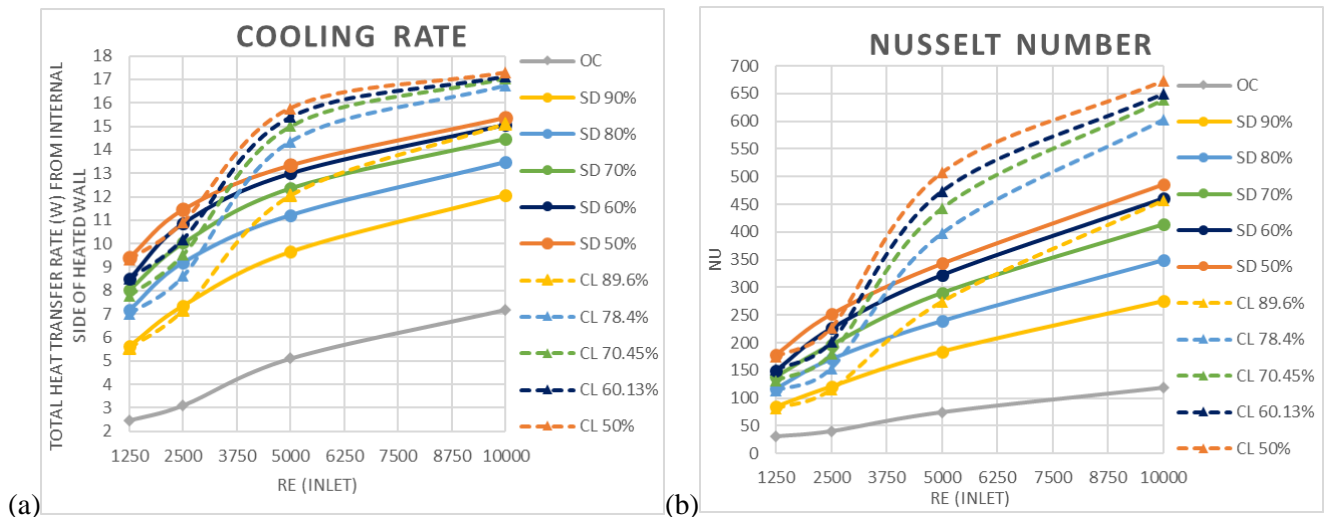 COOLING RATE
TOTAL HEAT TRANSFER RATE (W) FROM INTERNAL
SIDE OF HEATED WALL
18
17
16
15
14
13
12
11
10
9
8
7
6
5
4
3
2
1250 2500 3750 5000 6250 7500 8750 10000
RE (INLET)
OC
SD 90%
SD 80%
SD 70%
SD 60%
SD 50%
CL 89.6%
CL 78.4%
CL 70.45%
CL 60.13%
CL 50%
(a)
NUSSELT NUMBER
NU
700
650
600
550
500
450
400
350
300
250
200
150
100
50
0
1250 2500 3750 5000 6250 7500 8750 10000
RE (INLET)
OC
SD 90%
SD 80%
SD 70%
SD 60%
SD 50%
CL 89.6%
CL 78.4%
CL 70.45%
CL 60.13%
CL 50%
(b)